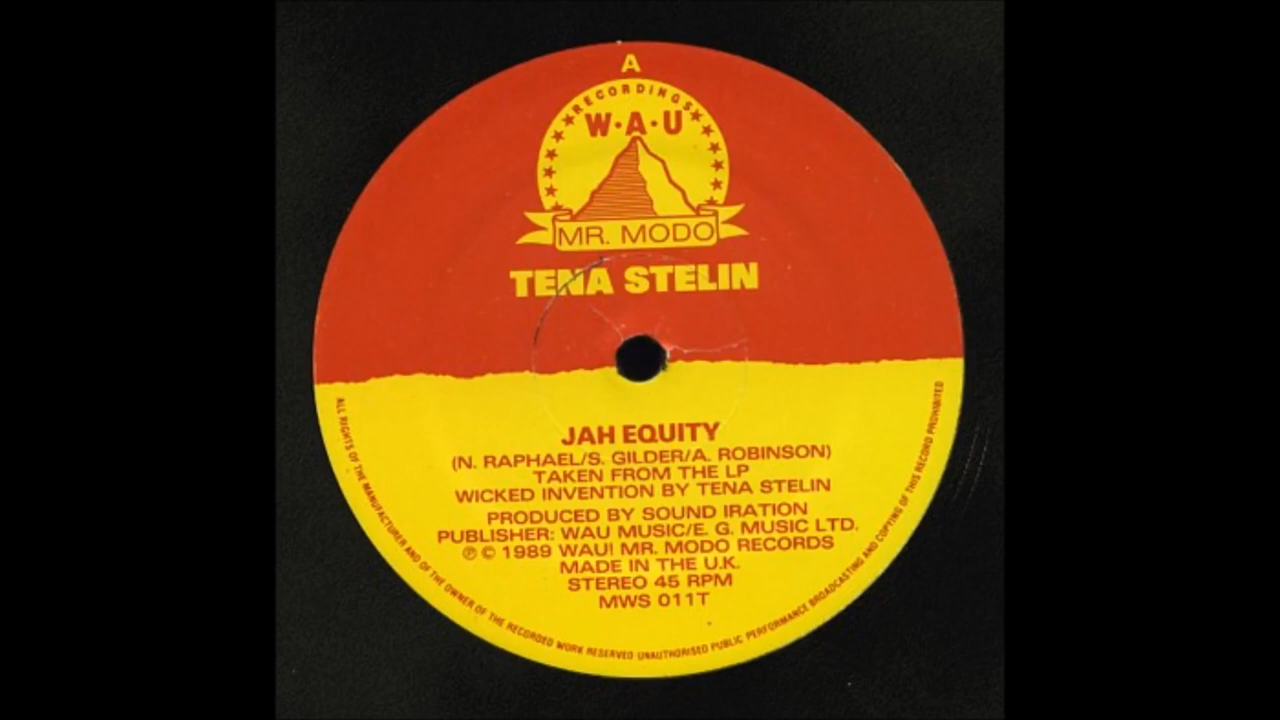 A
RECORDINGS
W·A·U
MR. MODO
TENA STELIN
JAH EQUITY
(N. RAPHAEL/S. GILDER/A. ROBINSON)
TAKEN FROM THE LP
WICKED INVENTION BY TENA STELIN
PRODUCED BY SOUND IRATION
PUBLISHER: WAU MUSIC/E. G. MUSIC LTD.
℗ © 1989 WAU! MR. MODO RECORDS
MADE IN THE U.K.
STEREO 45 RPM
MWS 011T
ALL RIGHTS OF THE MANUFACTURER AND OF THE OWNER OF THE RECORDED WORK RESERVED UNAUTHORISED PUBLIC PERFORMANCE BROADCASTING AND COPYING OF THIS RECORD PROHIBITED